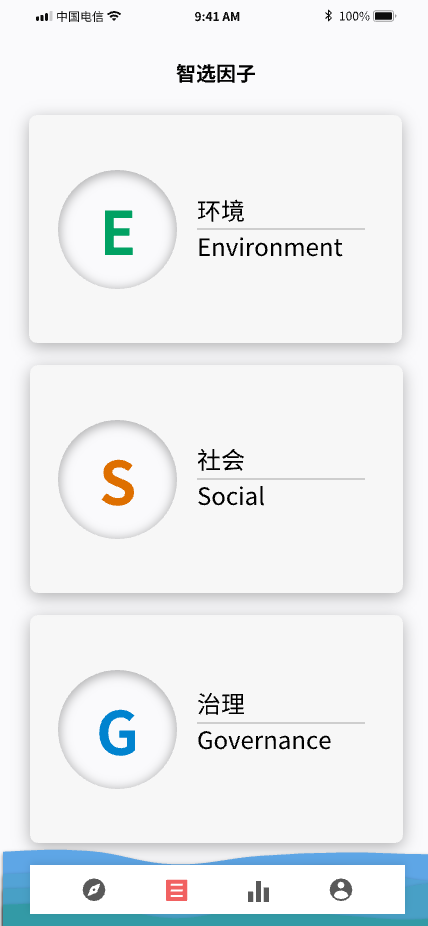 中国电信 9:41 AM 100%
智选因子
E
环境
Environment
S
社会
Social
G
治理
Governance